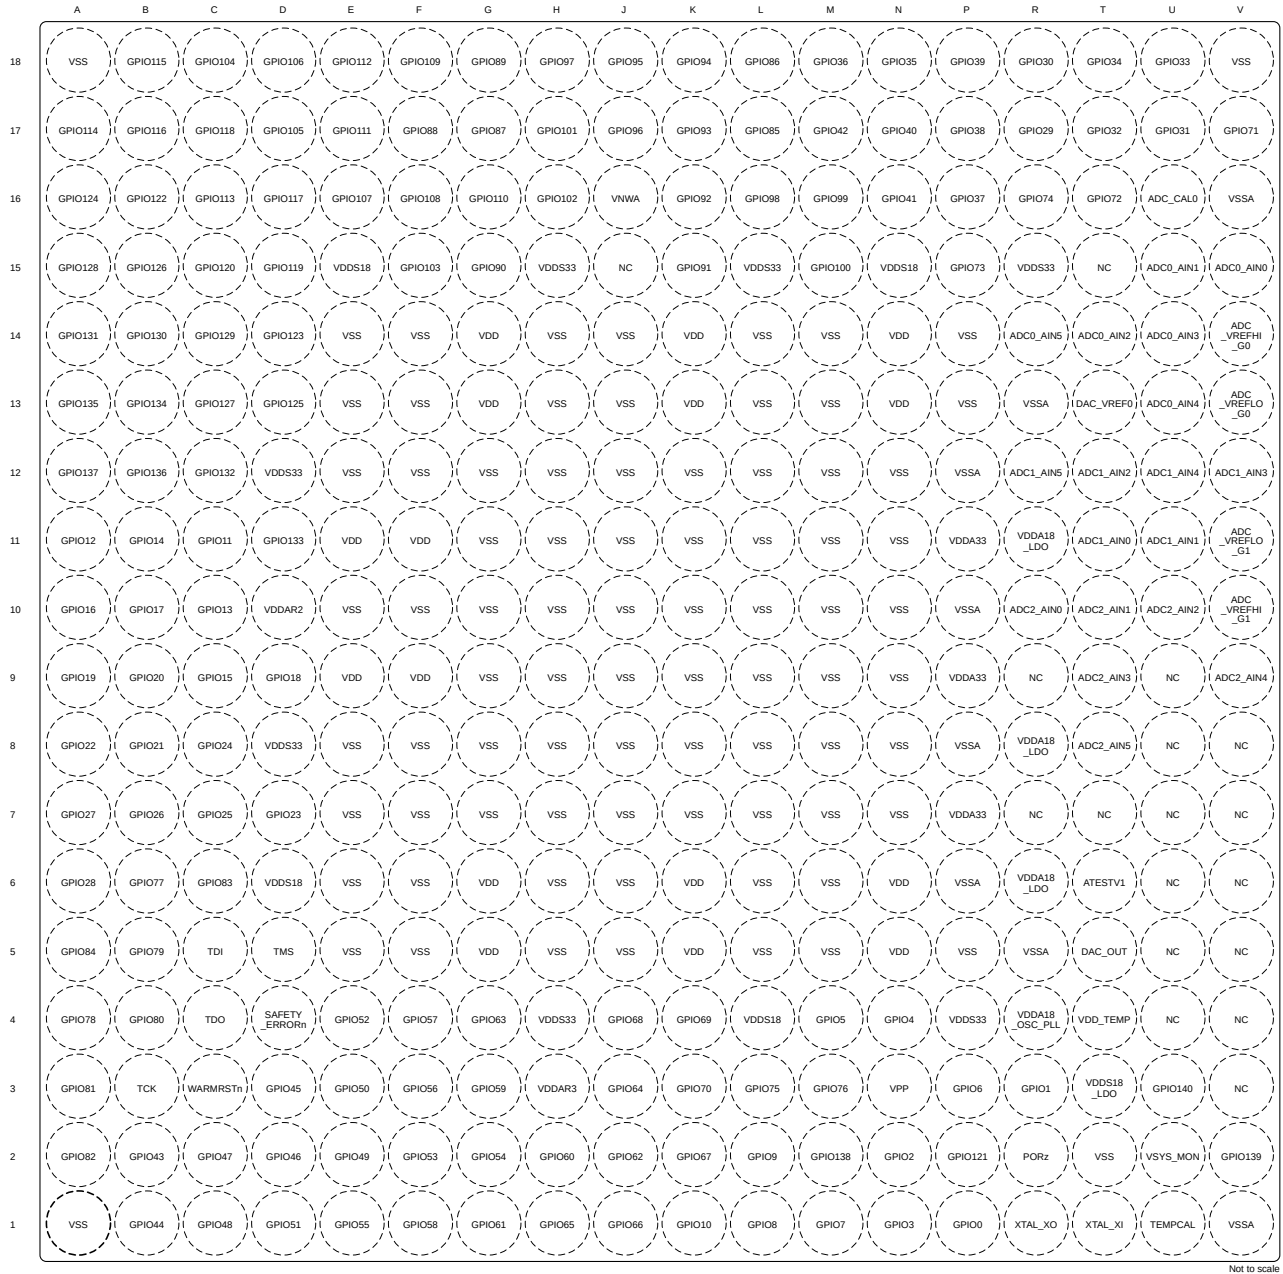 A B C D E F G H J K L M N P R T U V
18 VSS GPIO115 GPIO104 GPIO106 GPIO112 GPIO109 GPIO89 GPIO97 GPIO95 GPIO94 GPIO86 GPIO36 GPIO35 GPIO39 GPIO30 GPIO34 GPIO33 VSS
17 GPIO114 GPIO116 GPIO118 GPIO105 GPIO111 GPIO88 GPIO87 GPIO101 GPIO96 GPIO93 GPIO85 GPIO42 GPIO40 GPIO38 GPIO29 GPIO32 GPIO31 GPIO71
16 GPIO124 GPIO122 GPIO113 GPIO117 GPIO107 GPIO108 GPIO110 GPIO102 VNWA GPIO92 GPIO98 GPIO99 GPIO41 GPIO37 GPIO74 GPIO72 ADC_CAL0 VSSA
15 GPIO128 GPIO126 GPIO120 GPIO119 VDDS18 GPIO103 GPIO90 VDDS33 NC GPIO91 VDDS33 GPIO100 VDDS18 GPIO73 VDDS33 NC ADC0_AIN1 ADC0_AIN0
14 GPIO131 GPIO130 GPIO129 GPIO123 VSS VSS VDD VSS VSS VDD VSS VSS VDD VSS ADC0_AIN5 ADC0_AIN2 ADC0_AIN3 ADC _VREFHI _G0
13 GPIO135 GPIO134 GPIO127 GPIO125 VSS VSS VDD VSS VSS VDD VSS VSS VDD VSS VSSA DAC_VREF0 ADC0_AIN4 ADC _VREFLO _G0
12 GPIO137 GPIO136 GPIO132 VDDS33 VSS VSS VSS VSS VSS VSS VSS VSS VSS VSSA ADC1_AIN5 ADC1_AIN2 ADC1_AIN4 ADC1_AIN3
11 GPIO12 GPIO14 GPIO11 GPIO133 VDD VDD VSS VSS VSS VSS VSS VSS VSS VDDA33 VDDA18 _LDO ADC1_AIN0 ADC1_AIN1 ADC _VREFLO _G1
10 GPIO16 GPIO17 GPIO13 VDDAR2 VSS VSS VSS VSS VSS VSS VSS VSS VSS VSSA ADC2_AIN0 ADC2_AIN1 ADC2_AIN2 ADC _VREFHI _G1
9 GPIO19 GPIO20 GPIO15 GPIO18 VDD VDD VSS VSS VSS VSS VSS VSS VSS VDDA33 NC ADC2_AIN3 NC ADC2_AIN4
8 GPIO22 GPIO21 GPIO24 VDDS33 VSS VSS VSS VSS VSS VSS VSS VSS VSS VSSA VDDA18 _LDO ADC2_AIN5 NC NC
7 GPIO27 GPIO26 GPIO25 GPIO23 VSS VSS VSS VSS VSS VSS VSS VSS VSS VDDA33 NC NC NC NC
6 GPIO28 GPIO77 GPIO83 VDDS18 VSS VSS VDD VSS VSS VDD VSS VSS VDD VSSA VDDA18 _LDO ATESTV1 NC NC
5 GPIO84 GPIO79 TDI TMS VSS VSS VDD VSS VSS VDD VSS VSS VDD VSS VSSA DAC_OUT NC NC
4 GPIO78 GPIO80 TDO SAFETY _ERRORn GPIO52 GPIO57 GPIO63 VDDS33 GPIO68 GPIO69 VDDS18 GPIO5 GPIO4 VDDS33 VDDA18 _OSC_PLL VDD_TEMP NC NC
3 GPIO81 TCK WARMRSTn GPIO45 GPIO50 GPIO56 GPIO59 VDDAR3 GPIO64 GPIO70 GPIO75 GPIO76 VPP GPIO6 GPIO1 VDDS18 _LDO GPIO140 NC
2 GPIO82 GPIO43 GPIO47 GPIO46 GPIO49 GPIO53 GPIO54 GPIO60 GPIO62 GPIO67 GPIO9 GPIO138 GPIO2 GPIO121 PORz VSS VSYS_MON GPIO139
1 VSS GPIO44 GPIO48 GPIO51 GPIO55 GPIO58 GPIO61 GPIO65 GPIO66 GPIO10 GPIO8 GPIO7 GPIO3 GPIO0 XTAL_XO XTAL_XI TEMPCAL VSSA
Not to scale